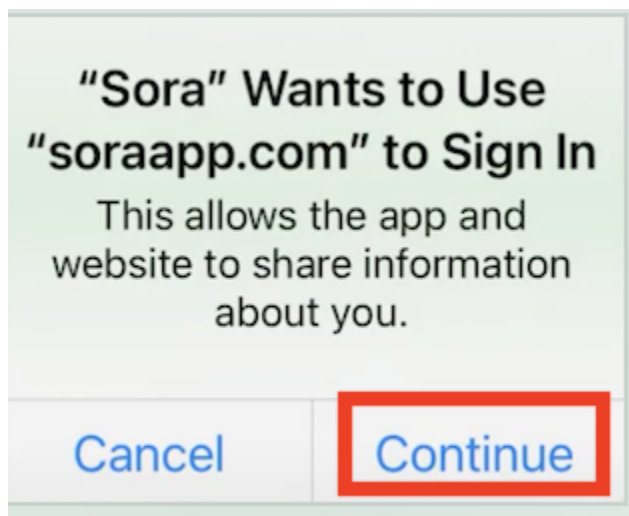 “Sora” Wants to Use
“soraapp.com” to Sign In
This allows the app and
website to share information
about you.
Cancel
Continue